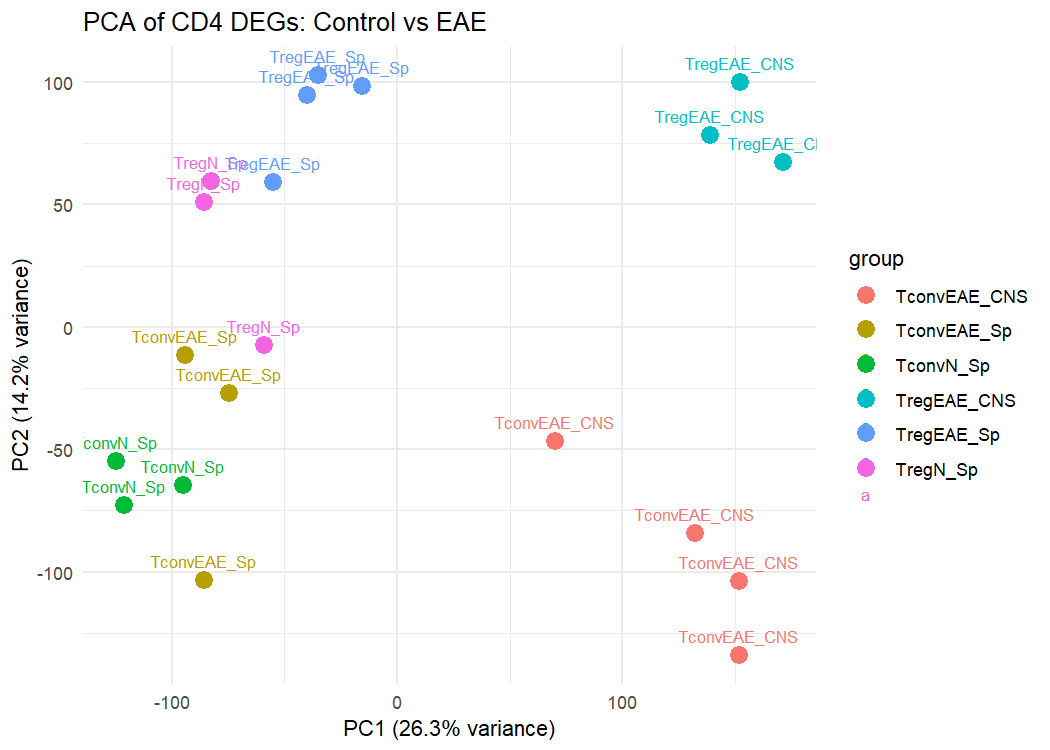 PCA of CD4 DEGs: Control vs EAE
TregEAE_Sp
TregEAE_Sp
TregEAE_Sp
TregEAE_CNS
TregEAE_CNS
TregEAE_CI
TregN_Sp
TregEAE_Sp
TregN_Sp
TregN_Sp
TconvEAE_Sp
TconvEAE_Sp
TconvEAE_CNS
convN_Sp
TconvN_Sp
TconvN_Sp
TconvEAE_CNS
TconvEAE_Sp
TconvEAE_CNS
TconvEAE_CNS
100
50
0
-50
-100
PC2 (14.2% variance)
-100
0
100
PC1 (26.3% variance)
group
TconvEAE_CNS
TconvEAE_Sp
TconvN_Sp
TregEAE_CNS
TregEAE_Sp
TregN_Sp
a